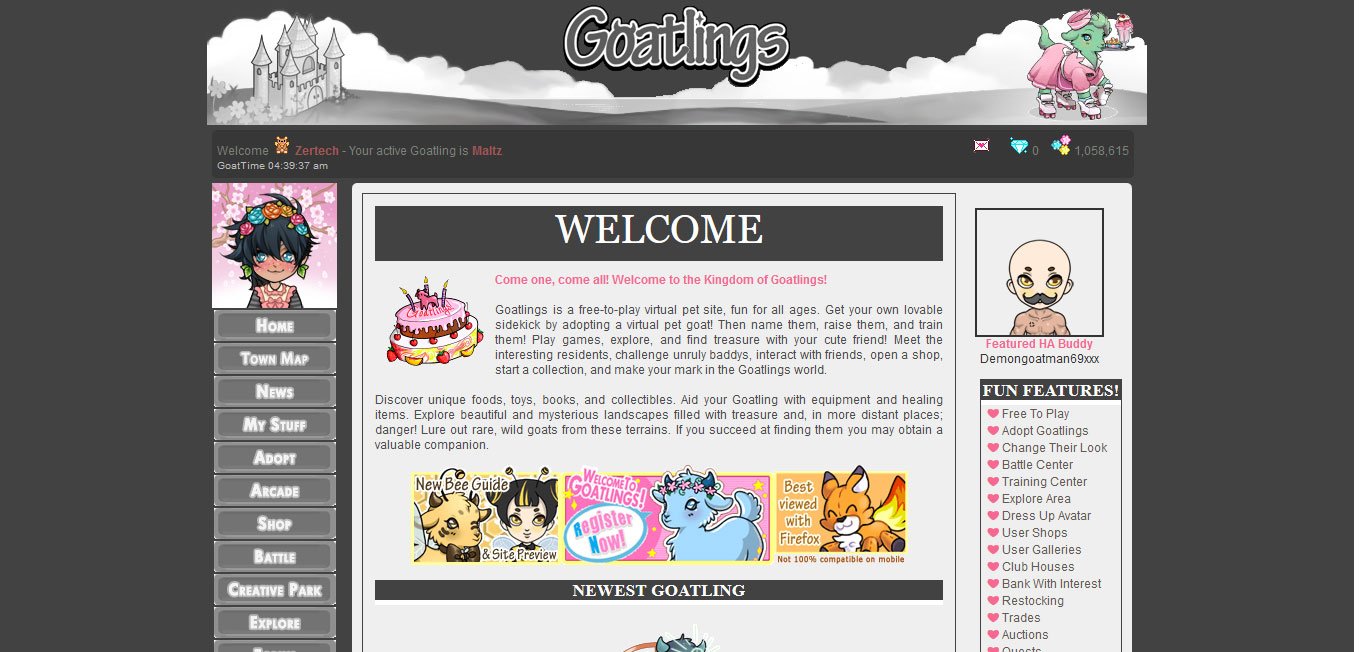 Goatlings
Welcome Zertech - Your active Goatling is Maltz
GoatTime 04:39:37 am
0 1,058,615
HOME
TOWN MAP
NEWS
MY STUFF
ADOPT
ARCADE
SHOP
BATTLE
CREATIVE PARK
EXPLORE
WELCOME
Goatlings!
Come one, come all! Welcome to the Kingdom of Goatlings!
Goatlings is a free-to-play virtual pet site, fun for all ages. Get your own lovable
sidekick by adopting a virtual pet goat! Then name them, raise them, and train
them! Play games, explore, and find treasure with your cute friend! Meet the
interesting residents, challenge unruly baddys, interact with friends, open a shop,
start a collection, and make your mark in the Goatlings world.
Discover unique foods, toys, books, and collectibles. Aid your Goatling with equipment and healing
items. Explore beautiful and mysterious landscapes filled with treasure and, in more distant places;
danger! Lure out rare, wild goats from these terrains. If you succeed at finding them you may obtain a
valuable companion.
New Bee Guide
& Site Preview
WELCOME TO
GOATLINGS!
Register
Now!
Best
viewed
with
Firefox
Not 100% compatible on mobile
NEWEST GOATLING
Featured HA Buddy
Demongoatman69xxx
FUN FEATURES!
Free To Play
Adopt Goatlings
Change Their Look
Battle Center
Training Center
Explore Area
Dress Up Avatar
User Shops
User Galleries
Club Houses
Bank With Interest
Restocking
Trades
Auctions
Quests